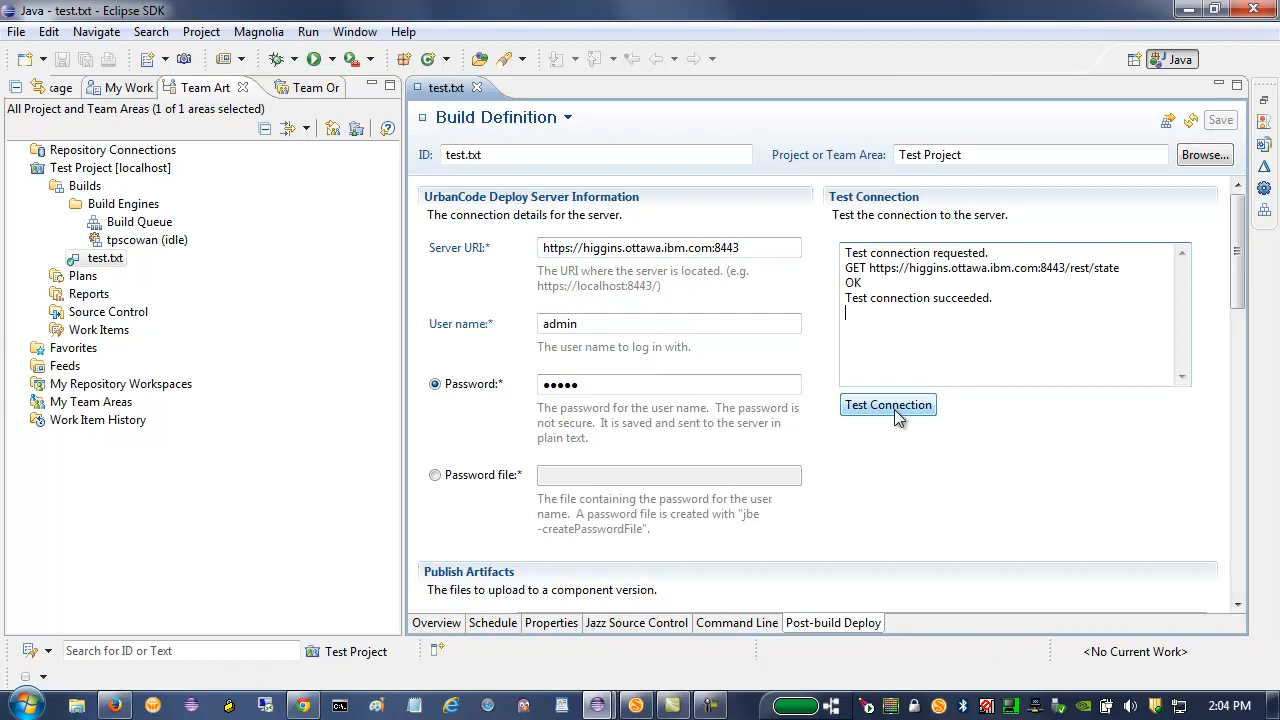 Java - test.txt - Eclipse SDK
File Edit Navigate Search Project Magnolia Run Window Help
Java
cage My Work Team Art Team Or
test.txt
All Project and Team Areas (1 of 1 areas selected)
Repository Connections
Test Project [localhost]
Builds
Build Engines
Build Queue
tpscowan (idle)
test.txt
Plans
Reports
Source Control
Work Items
Favorites
Feeds
My Repository Workspaces
My Team Areas
Work Item History
Build Definition
Save
ID: test.txt Project or Team Area: Test Project Browse...
UrbanCode Deploy Server Information
The connection details for the server.
Server URI:* https://higgins.ottawa.ibm.com:8443
The URI where the server is located. (e.g.
https://localhost:8443/)
User name:* admin
The user name to log in with.
Password:* ●●●●●
The password for the user name. The password is
not secure. It is saved and sent to the server in
plain text.
Password file:*
The file containing the password for the user
name. A password file is created with "jbe
-createPasswordFile".
Test Connection
Test the connection to the server.
Test connection requested.
GET https://higgins.ottawa.ibm.com:8443/rest/state
OK
Test connection succeeded.
Test Connection
Publish Artifacts
The files to upload to a component version.
Overview Schedule Properties Jazz Source Control Command Line Post-build Deploy
Search for ID or Text Test Project <No Current Work>
2:04 PM